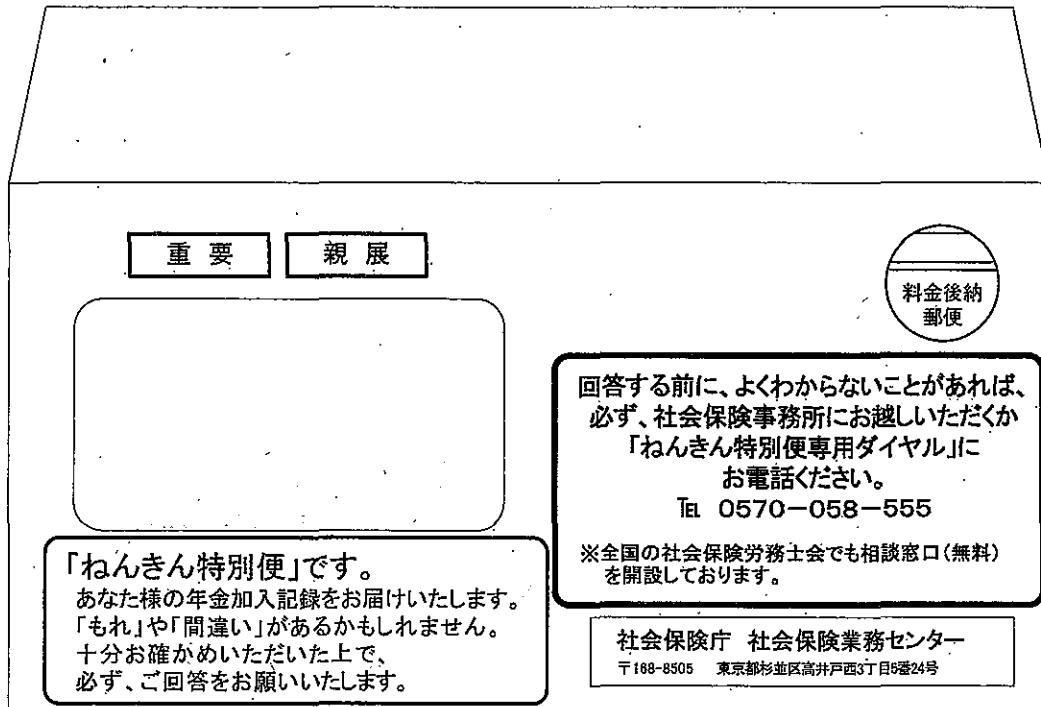 重要
親展
料金後納
郵便
回答する前に、よくわからないことがあれば、
必ず、社会保険事務所にお越しいただくか
「ねんきん特別便専用ダイヤル」に
お電話ください。
℡ 0570-058-555
※全国の社会保険労務士会でも相談窓口(無料)
を開設しております。
「ねんきん特別便」です。
あなた様の年金加入記録をお届けいたします。
「もれ」や「間違い」があるかもしれません。
十分お確かめいただいた上で、
必ず、ご回答をお願いいたします。
社会保険庁 社会保険業務センター
〒168-8505 東京都杉並区高井戸西3丁目5番24号